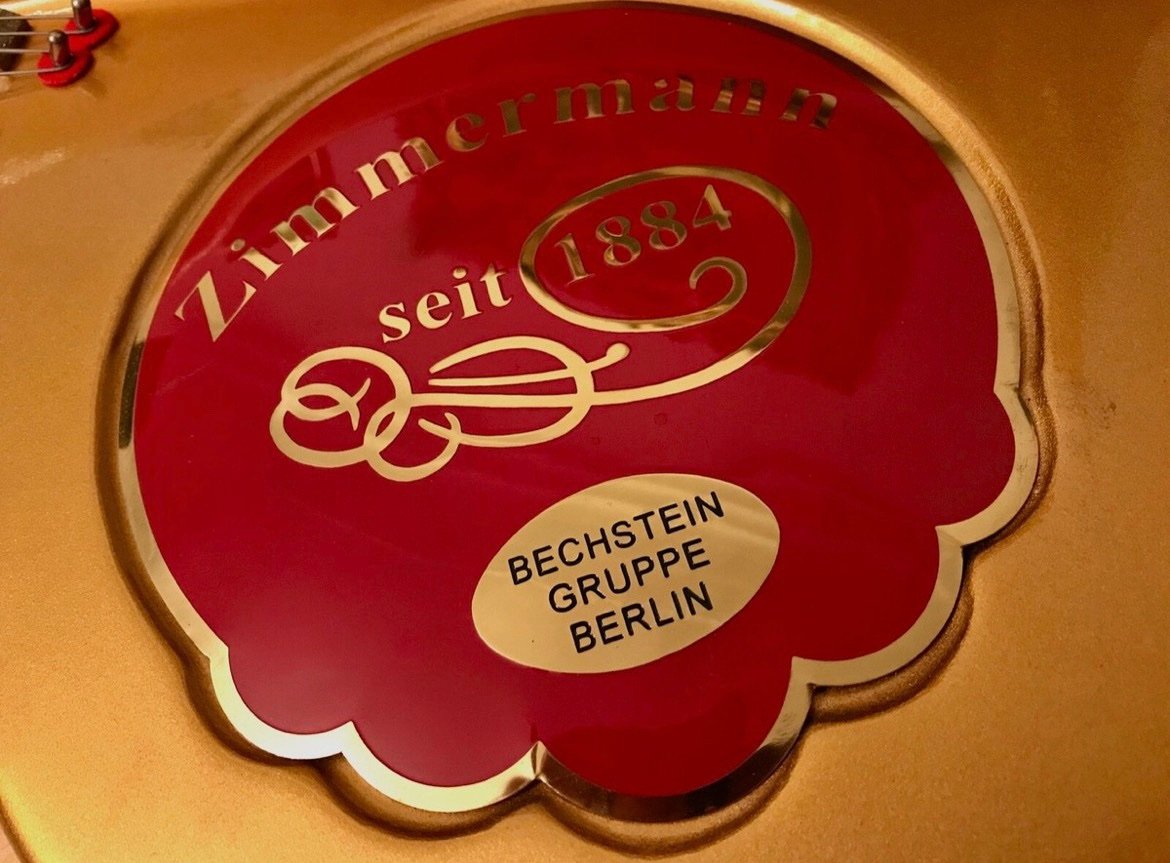 Zimmermann
seit 1884
BECHSTEIN
GRUPPE
BERLIN